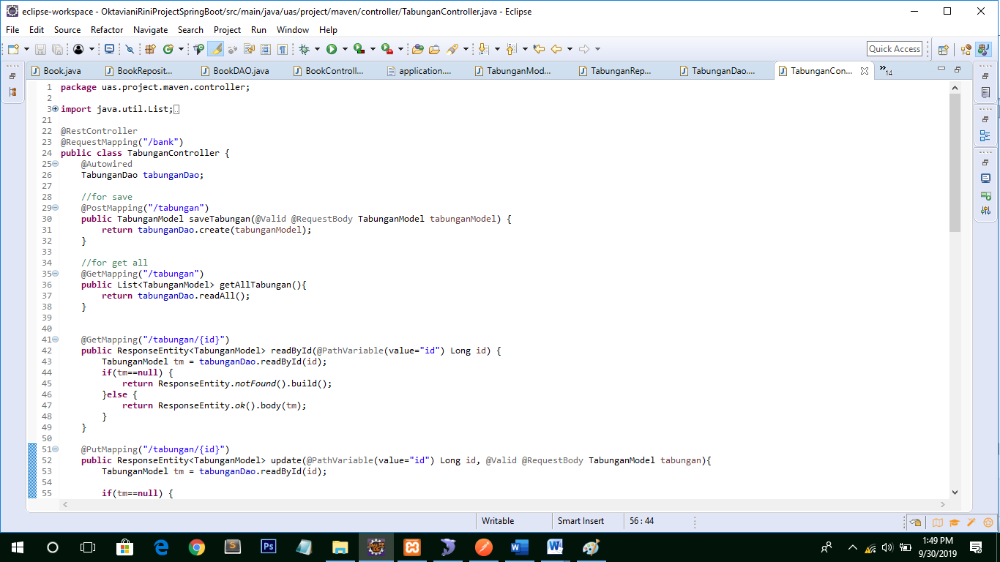 eclipse-workspace - OktavianiRiniProjectSpringBoot/src/main/java/uas/project/maven/controller/TabunganController.java - Eclipse
File Edit Source Refactor Navigate Search Project Run Window Help
Quick Access
Book.java BookReposit... BookDAO.java BookControll... application.... TabunganMod... TabunganRep... TabunganDao.... TabunganCon... »14
1 package uas.project.maven.controller;
2
3 import java.util.List;
21
22 @RestController
23 @RequestMapping("/bank")
24 public class TabunganController {
25 @Autowired
26 TabunganDao tabunganDao;
27
28 //for save
29 @PostMapping("/tabungan")
30 public TabunganModel saveTabungan(@Valid @RequestBody TabunganModel tabunganModel) {
31 return tabunganDao.create(tabunganModel);
32 }
33
34 //for get all
35 @GetMapping("/tabungan")
36 public List<TabunganModel> getAllTabungan(){
37 return tabunganDao.readAll();
38 }
39
40
41 @GetMapping("/tabungan/{id}")
42 public ResponseEntity<TabunganModel> readById(@PathVariable(value="id") Long id) {
43 TabunganModel tm = tabunganDao.readById(id);
44 if(tm==null) {
45 return ResponseEntity.notFound().build();
46 }else {
47 return ResponseEntity.ok().body(tm);
48 }
49 }
50
51 @PutMapping("/tabungan/{id}")
52 public ResponseEntity<TabunganModel> update(@PathVariable(value="id") Long id, @Valid @RequestBody TabunganModel tabungan){
53 TabunganModel tm = tabunganDao.readById(id);
54
55 if(tm==null) {
Writable Smart Insert 56 : 44
1:49 PM
9/30/2019